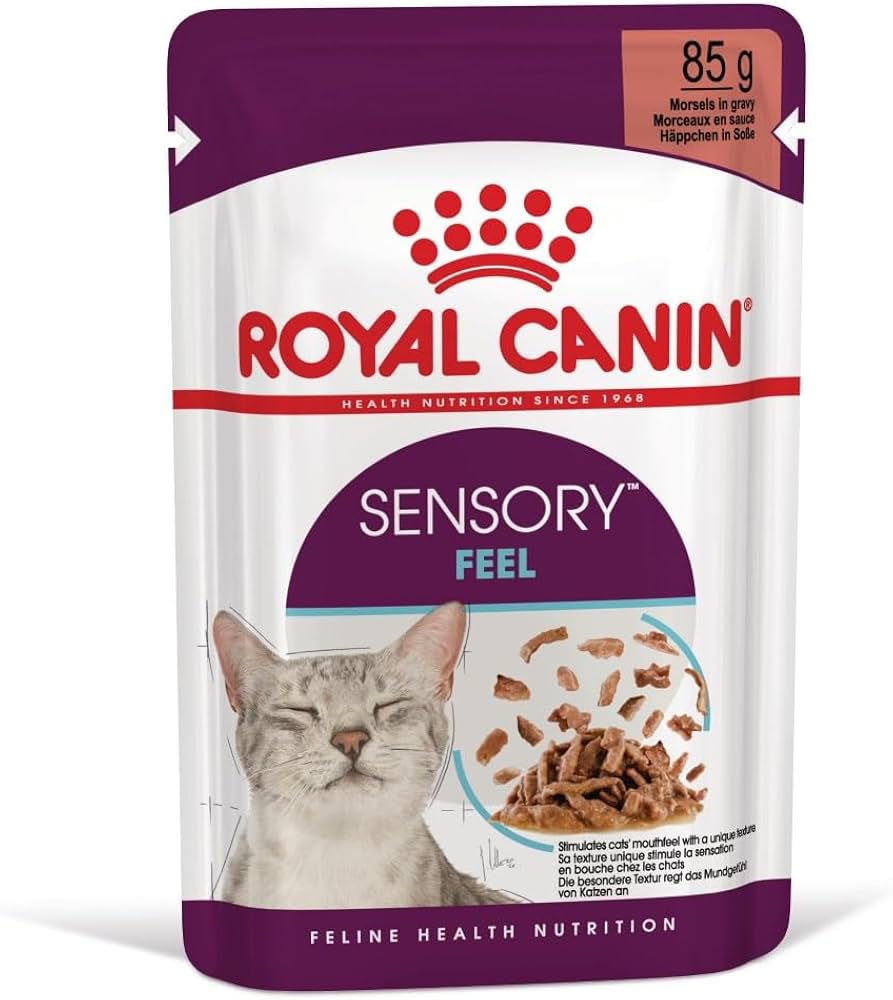 85 g
Morsels in gravy
Morceaux en sauce
Häppchen in Soße
ROYAL CANIN®
HEALTH NUTRITION SINCE 1968
SENSORY™
FEEL
Stimulates cats' mouthfeel with a unique texture
Sa texture unique stimule la sensation
en bouche chez les chats
Die besondere Textur regt das Mundgefühl
von Katzen an
FELINE HEALTH NUTRITION